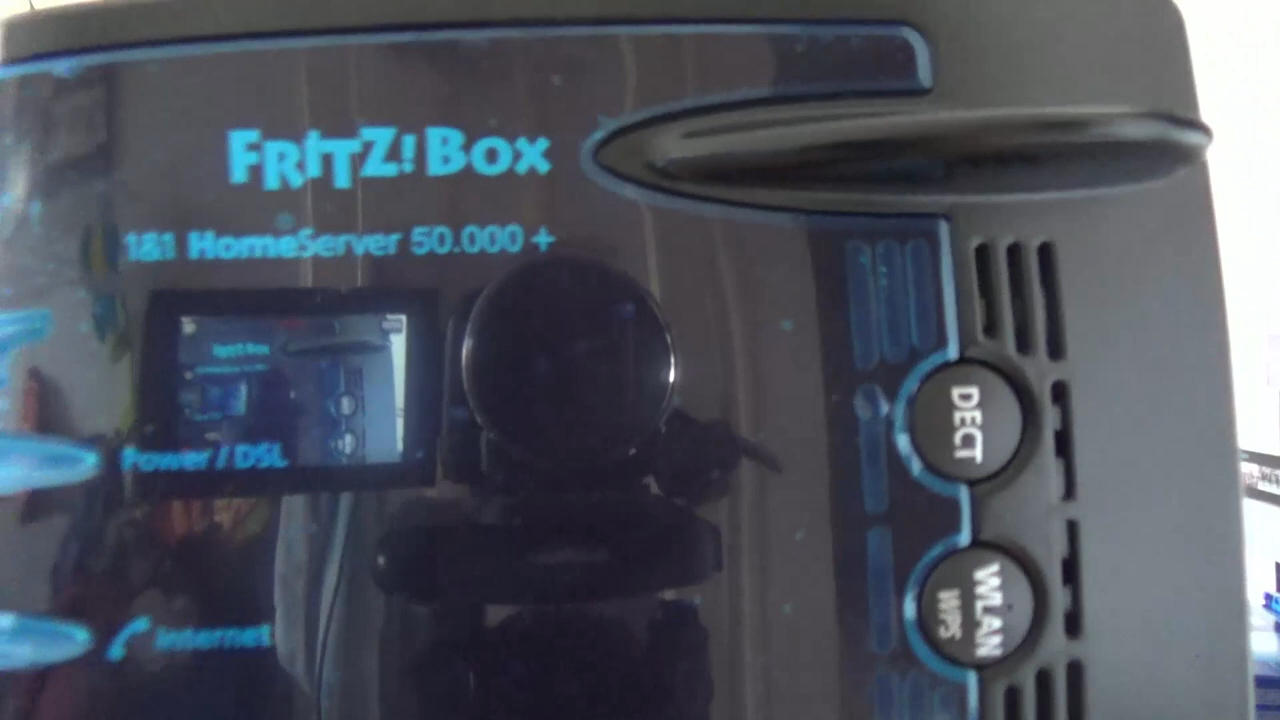 FRITZ! BOX
1&1 HomeServer 50.000 +
DECT
Power / DSL
WLAN
WPS
Internet